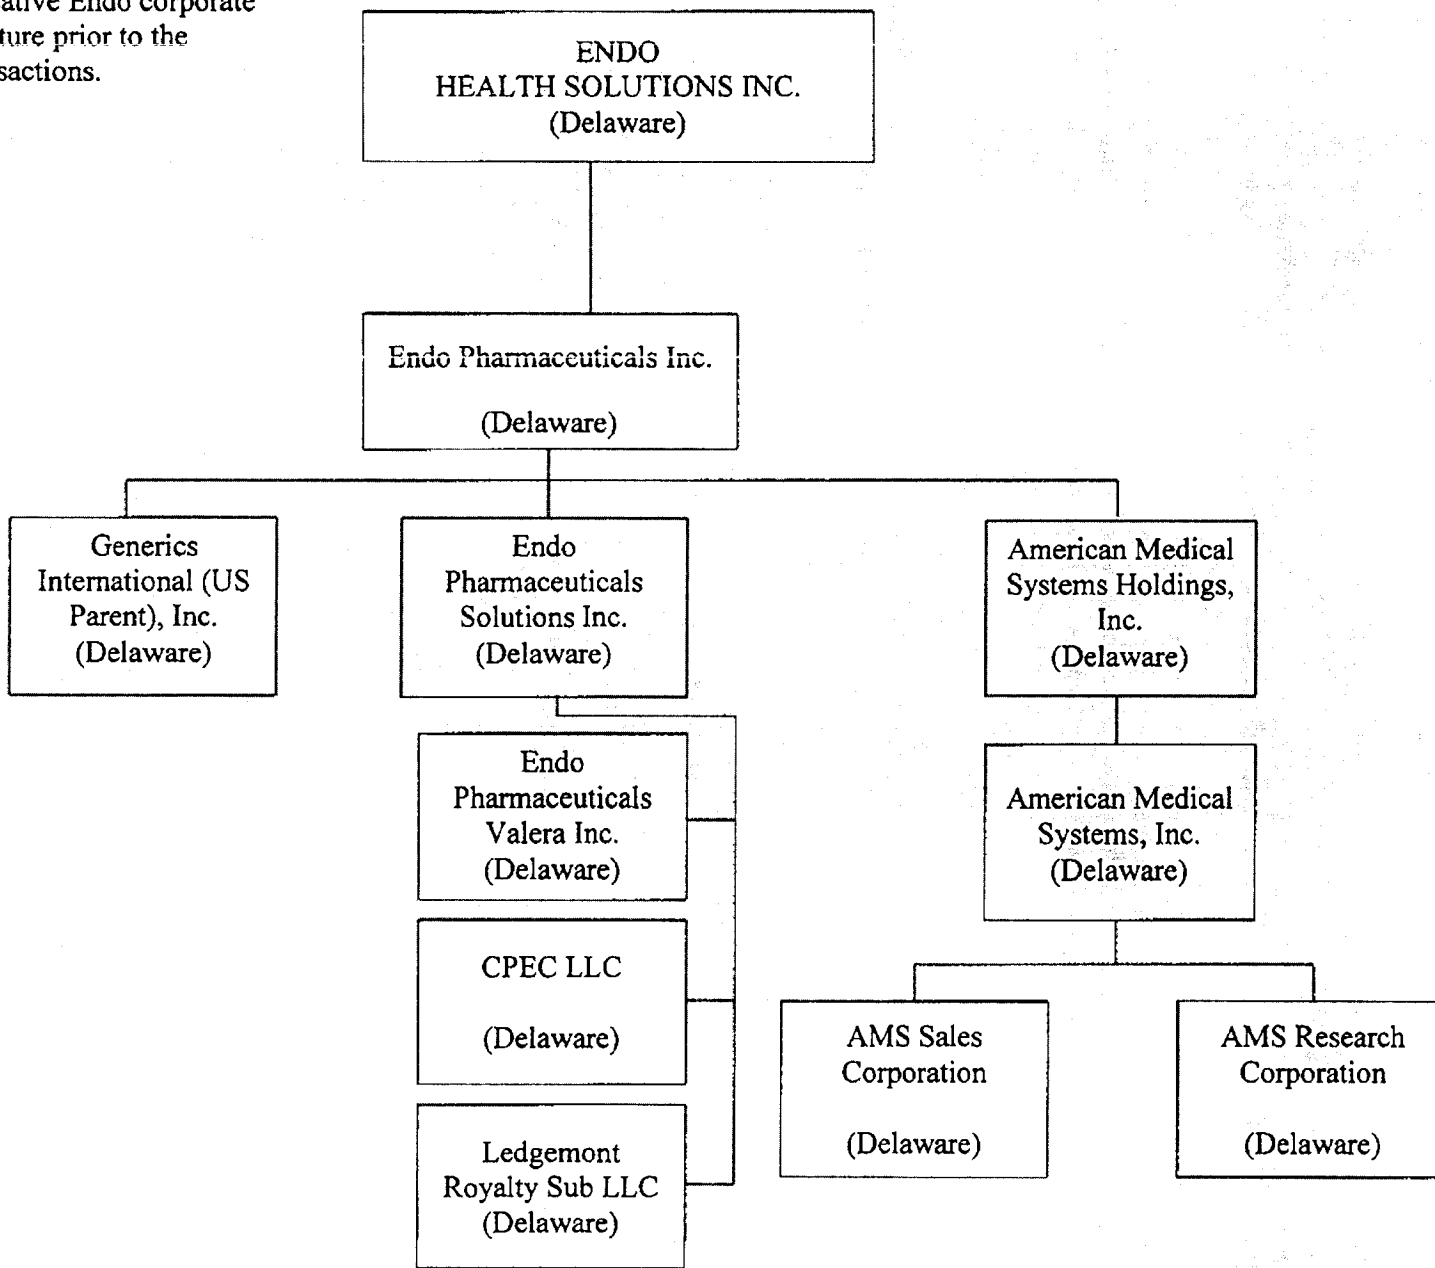 ative Endo corporate
ture prior to the
sactions.
ENDO
HEALTH SOLUTIONS INC.
(Delaware)
Endo Pharmaceuticals Inc.
(Delaware)
Generics
International (US
Parent), Inc.
(Delaware)
Endo
Pharmaceuticals
Solutions Inc.
(Delaware)
American Medical
Systems Holdings,
Inc.
(Delaware)
Endo
Pharmaceuticals
Valera Inc.
(Delaware)
American Medical
Systems, Inc.
(Delaware)
CPEC LLC
(Delaware)
AMS Sales
Corporation
(Delaware)
AMS Research
Corporation
(Delaware)
Ledgemont
Royalty Sub LLC
(Delaware)